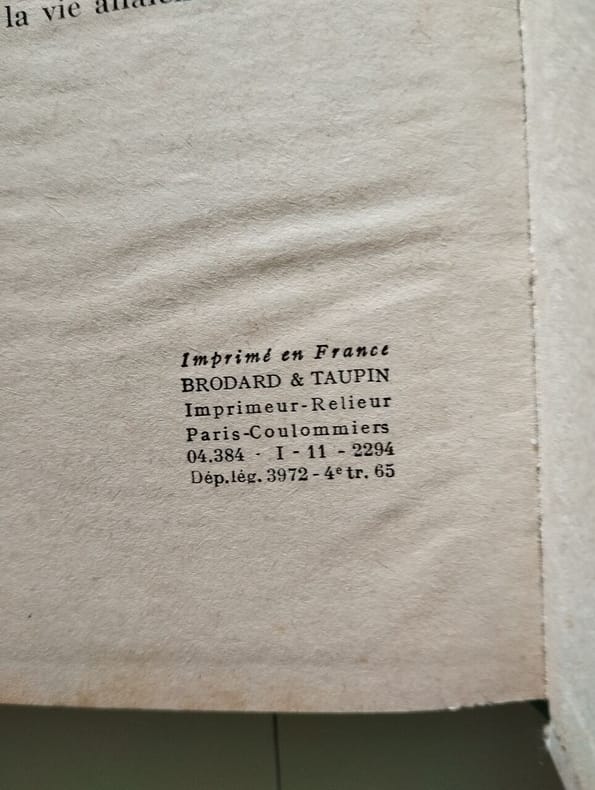 la vie
Imprimé en France
BRODARD & TAUPIN
Imprimeur-Relieur
Paris-Coulommiers
04.384 - I - 11 - 2294
Dép.lég. 3972 - 4e tr. 65